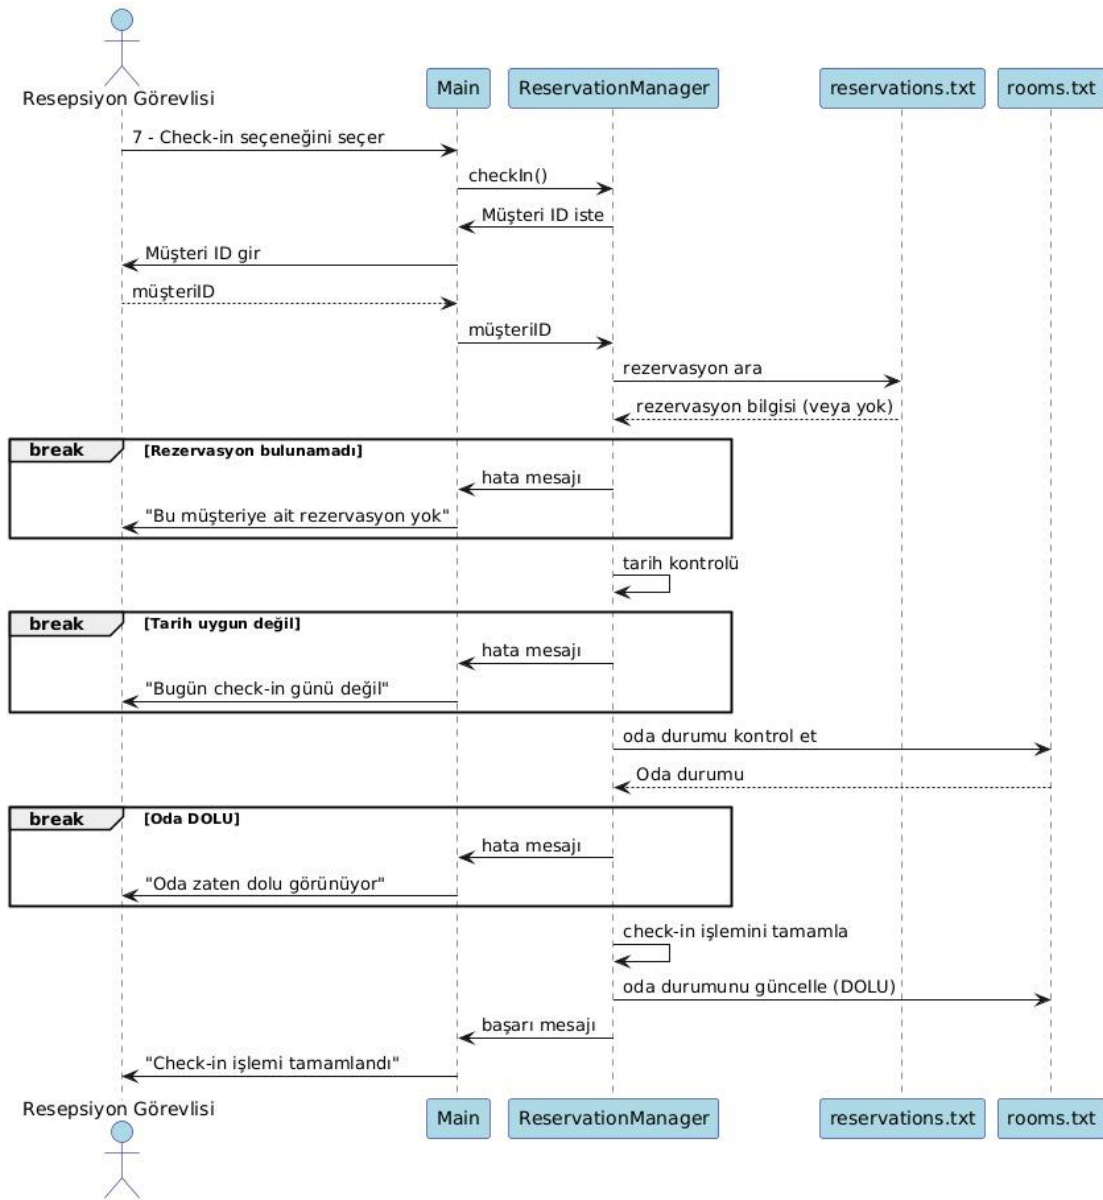 Resepsiyon Görevlisi
Main
ReservationManager
reservations.txt
rooms.txt
7 - Check-in seçeneğini seçer
checkIn()
Müşteri ID iste
Müşteri ID gir
müşteriID
müşteriID
rezervasyon ara
rezervasyon bilgisi (veya yok)
break [Rezervasyon bulunamadı]
hata mesajı
"Bu müşteriye ait rezervasyon yok"
tarih kontrolü
break [Tarih uygun değil]
hata mesajı
"Bugün check-in günü değil"
oda durumu kontrol et
Oda durumu
break [Oda DOLU]
hata mesajı
"Oda zaten dolu görünüyor"
check-in işlemini tamamla
oda durumunu güncelle (DOLU)
başarı mesajı
"Check-in işlemi tamamlandı"
Resepsiyon Görevlisi
Main
ReservationManager
reservations.txt
rooms.txt